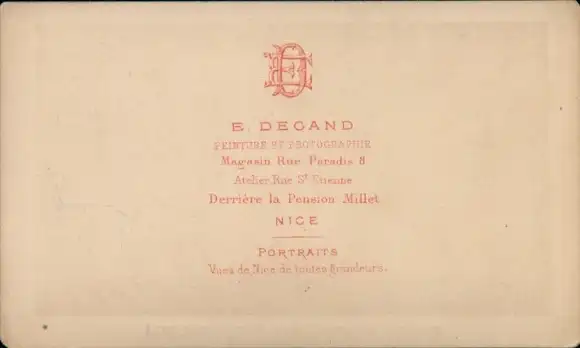 E. DEGAND
PEINTURE ET PHOTOGRAPHIE
Magasin Rue Paradis 8
Atelier Rue St Etienne
Derrière la Pension Millet
NICE
PORTRAITS
Vues de Nice de toutes grandeurs.